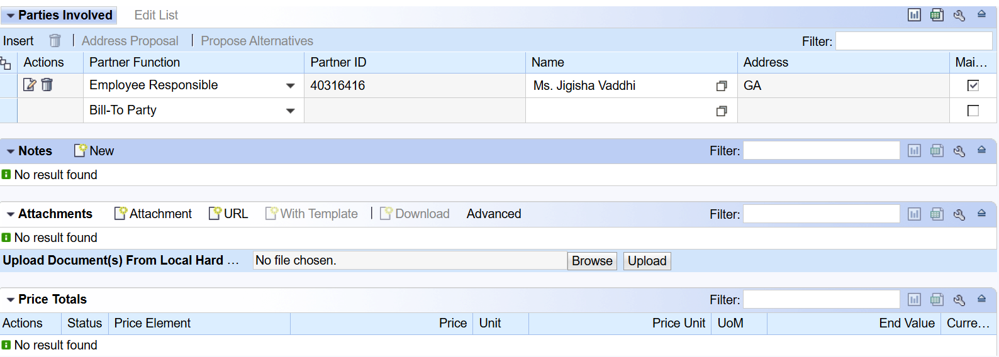 Parties Involved Edit List
Insert | Address Proposal | Propose Alternatives Filter:
Actions Partner Function Partner ID Name Address Mai...
Employee Responsible 40316416 Ms. Jigisha Vaddhi GA
Bill-To Party
Notes New Filter:
No result found
Attachments Attachment URL With Template | Download Advanced Filter:
No result found
Upload Document(s) From Local Hard ... No file chosen. Browse Upload
Price Totals Filter:
Actions Status Price Element Price Unit Price Unit UoM End Value Curre...
No result found